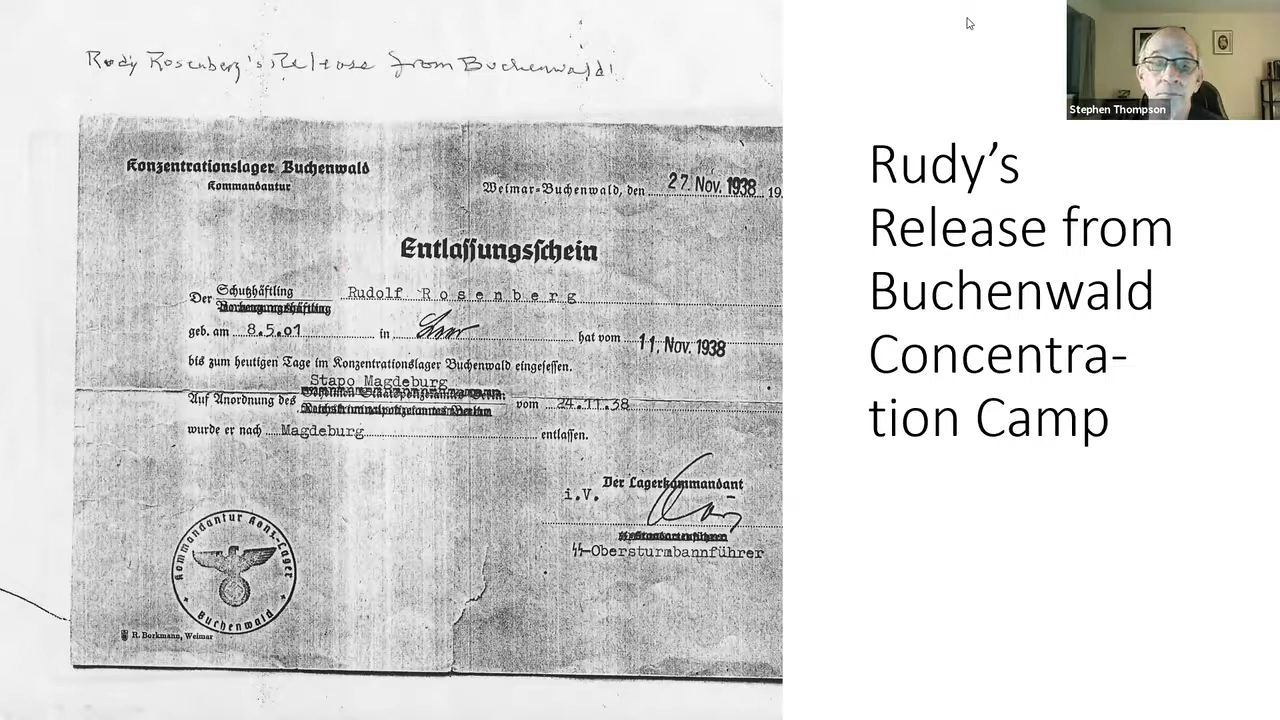 Rudy Rosenberg's Release from Buchenwald!
Konzentrationslager Buchenwald
Kommandantur
Weimar-Buchenwald, den 27. Nov. 1938 19
Entlassungsschein
Der Schutzhäftling
Vorbeugungshäftling
Rudolf Rosenberg
geb. am 8.5.01 in hat vom 11. Nov. 1938
bis zum heutigen Tage im Konzentrationslager Buchenwald eingesessen.
Stapo Magdeburg
Auf Anordnung des vom 24.11.38
wurde er nach Magdeburg entlassen.
Der Lagerkommandant
i.V.
SS-Obersturmbannführer
Kommandantur Konz.-Lager Buchenwald
R. Borkmann, Weimar
Stephen Thompson
Rudy’s
Release from
Buchenwald
Concentra-
tion Camp